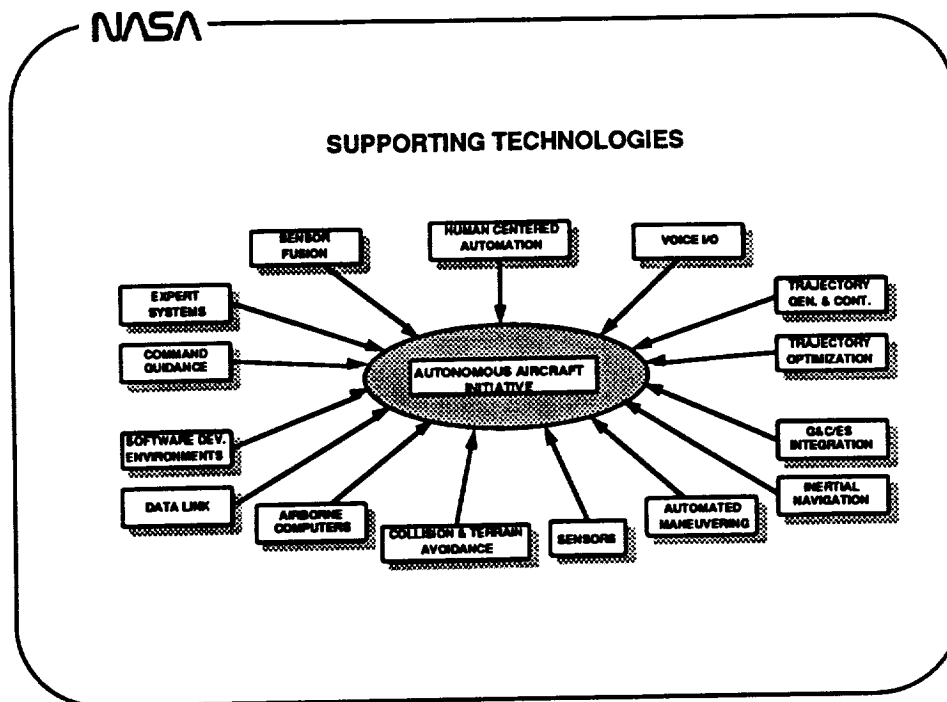 NASA
SUPPORTING TECHNOLOGIES
SENSOR
FUSION
HUMAN CENTERED
AUTOMATION
VOICE I/O
EXPERT
SYSTEMS
TRAJECTORY
GEN. & CONT.
COMMAND
GUIDANCE
TRAJECTORY
OPTIMIZATION
AUTONOMOUS AIRCRAFT
INITIATIVE
SOFTWARE DEV.
ENVIRONMENTS
G&C/ES
INTEGRATION
DATA LINK
INERTIAL
NAVIGATION
AIRBORNE
COMPUTERS
COLLISION & TERRAIN
AVOIDANCE
SENSORS
AUTOMATED
MANEUVERING